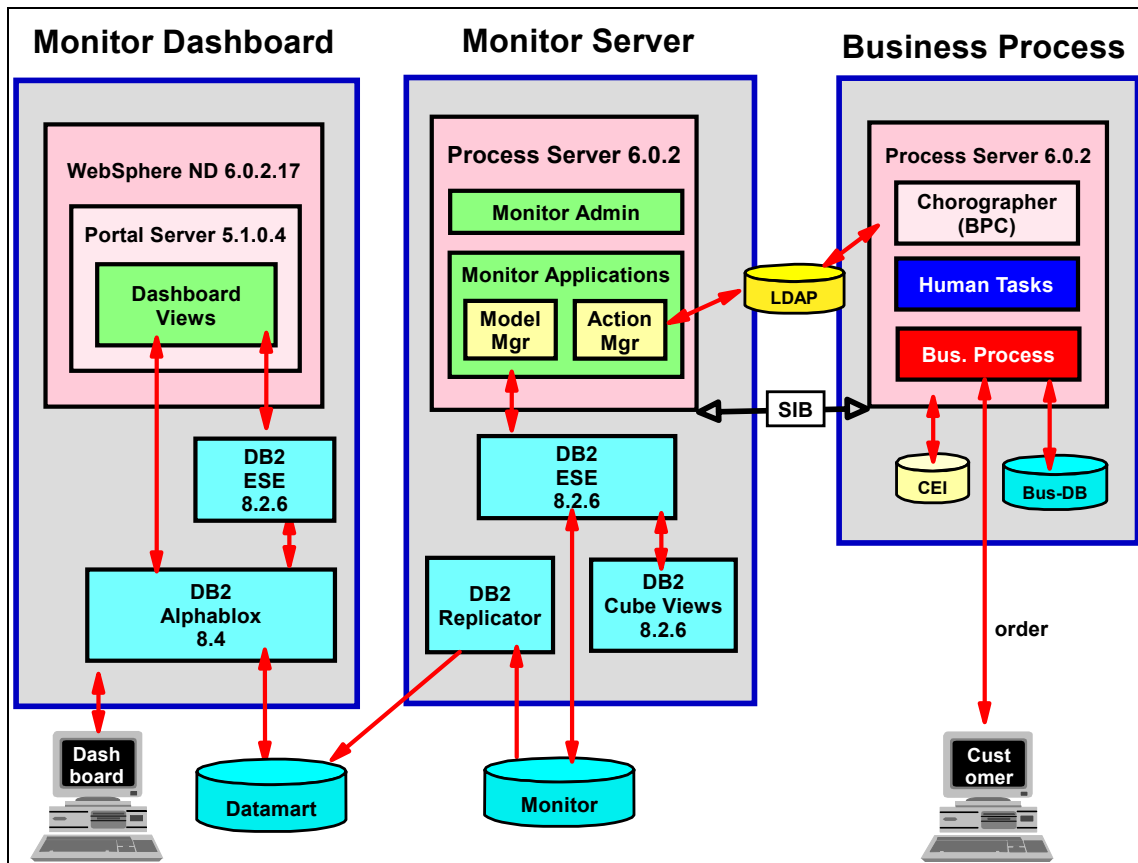 Monitor Dashboard
Monitor Server
Business Process
WebSphere ND 6.0.2.17
Portal Server 5.1.0.4
Dashboard
Views
DB2
ESE
8.2.6
DB2
Alphablox
8.4
Dash
board
Datamart
Process Server 6.0.2
Monitor Admin
Monitor Applications
Model
Mgr
Action
Mgr
DB2
ESE
8.2.6
DB2
Replicator
DB2
Cube Views
8.2.6
Monitor
LDAP
SIB
Process Server 6.0.2
Chorographer
(BPC)
Human Tasks
Bus. Process
CEI
Bus-DB
order
Cust
omer